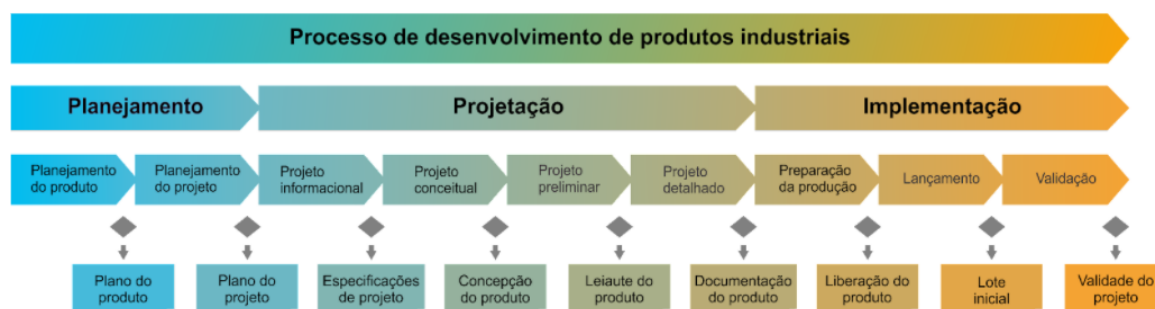 Processo de desenvolvimento de produtos industriais
Planejamento
Projetação
Implementação
Planejamento
do produto
Planejamento
do projeto
Projeto
informacional
Projeto
conceitual
Projeto
preliminar
Projeto
detalhado
Preparação
da produção
Lançamento
Validação
Plano do
produto
Plano do
projeto
Especificações
de projeto
Concepção
do produto
Leiaute do
produto
Documentação
do produto
Liberação do
produto
Lote
inicial
Validade do
projeto